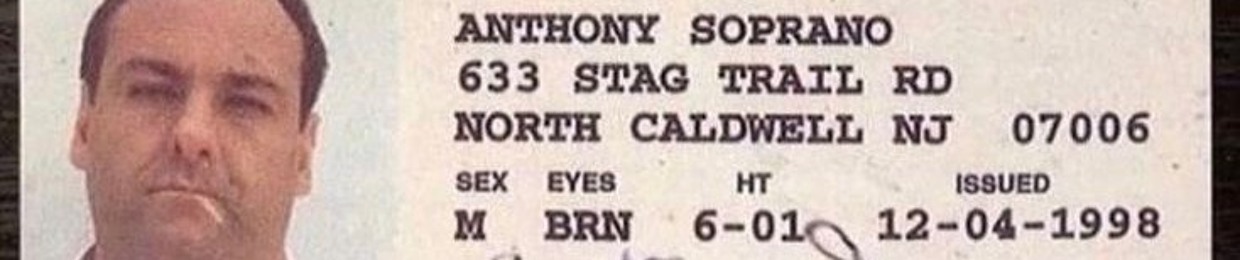 ANTHONY SOPRANO
633 STAG TRAIL RD
NORTH CALDWELL NJ 07006
SEX EYES HT ISSUED
M BRN 6-01 12-04-1998